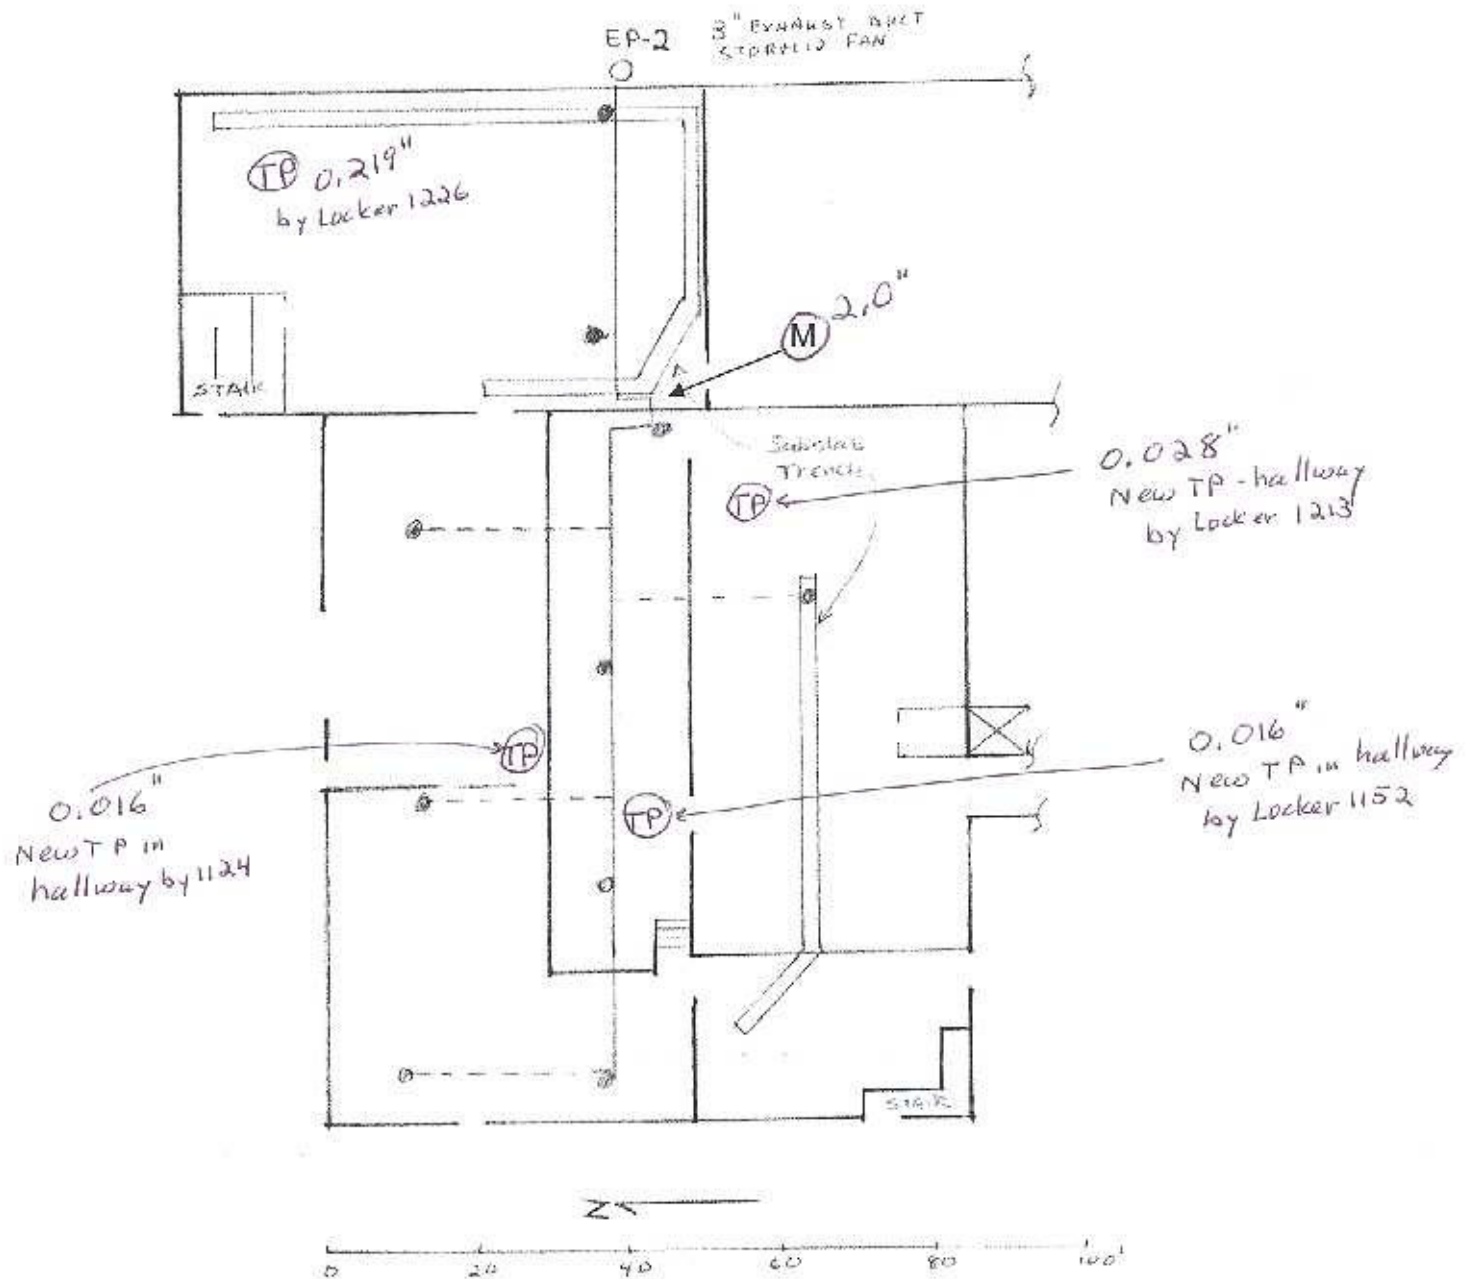 EP-2
3" EXHAUST DUCT
FAN
TP 0.219"
by Locker 1226
STAIR
M 2.0"
Subslab
Trench
TP
0.028"
New TP - hallway
by Locker 1213
TP
0.016"
New TP in
hallway by 1124
TP
0.016"
New TP in hallway
by Locker 1152
STAIR
N
0 20 40 60 80 100'